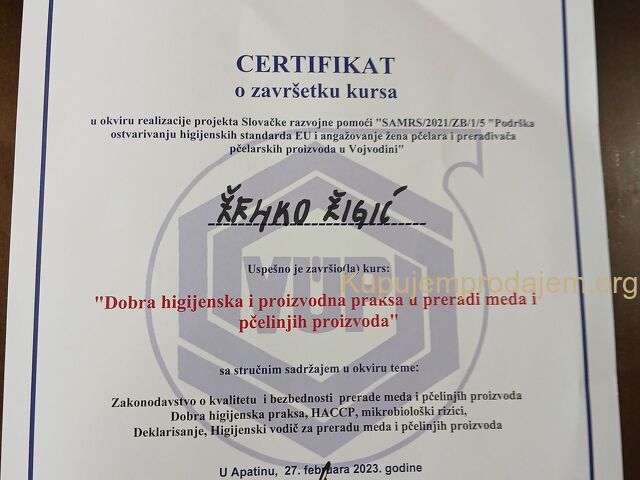 CERTIFIKAT
o završetku kursa
u okviru realizacije projekta Slovačke razvojne pomoći "SAMRS/2021/ZB/1/5 "Podrška
ostvarivanju higijenskih standarda EU i angažovanje žena pčelara i prerađivača
pčelarskih proizvoda u Vojvodini"
ŽEHKO ŽIGIĆ
YUPI
Uspešno je završio(la) kurs:
Kupujemprodajem.org
"Dobra higijenska i proizvodna praksa u preradi meda i
pčelinjih proizvoda"
sa stručnim sadržajem u okviru teme:
Zakonodavstvo o kvalitetu i bezbednosti prerade meda i pčelinjih proizvoda
Dobra higijenska praksa, HACCP, mikrobiološki rizici,
Deklarisanje, Higijenski vodič za preradu meda i pčelinjih proizvoda
U Apatinu, 27. februara 2023. godine